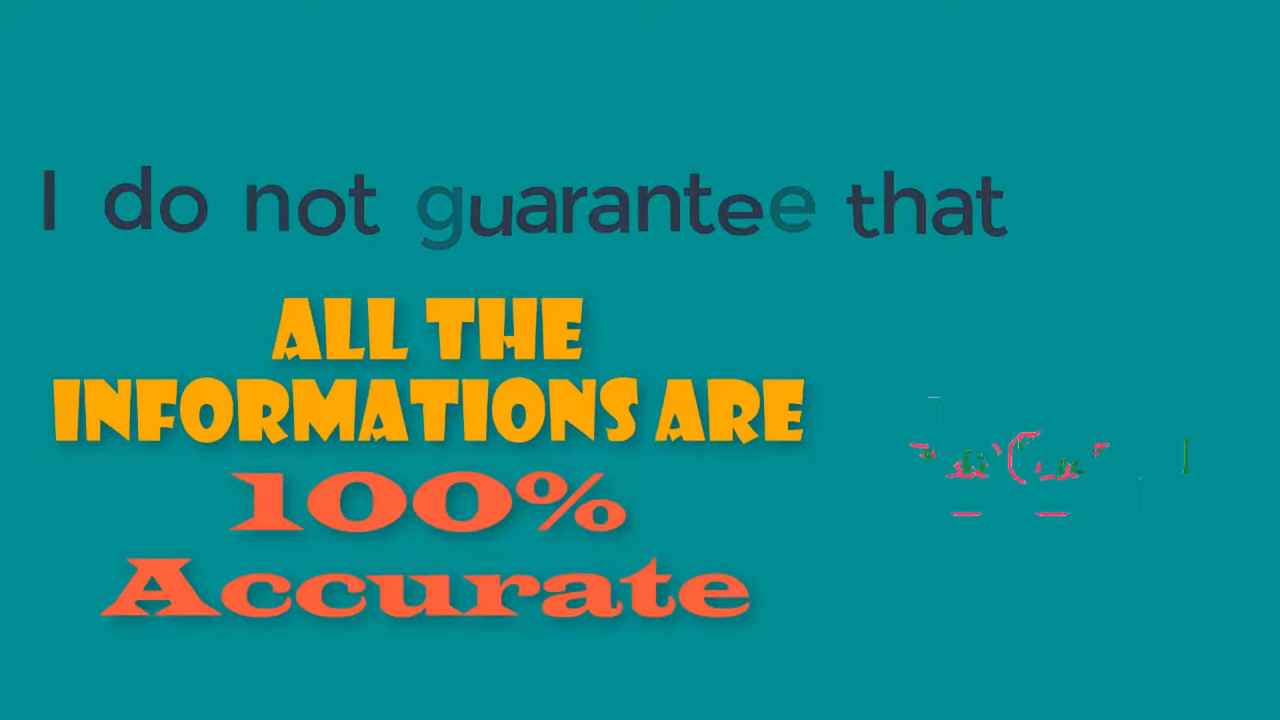 I do not guarantee that
ALL THE
INFORMATIONS ARE
100%
Accurate